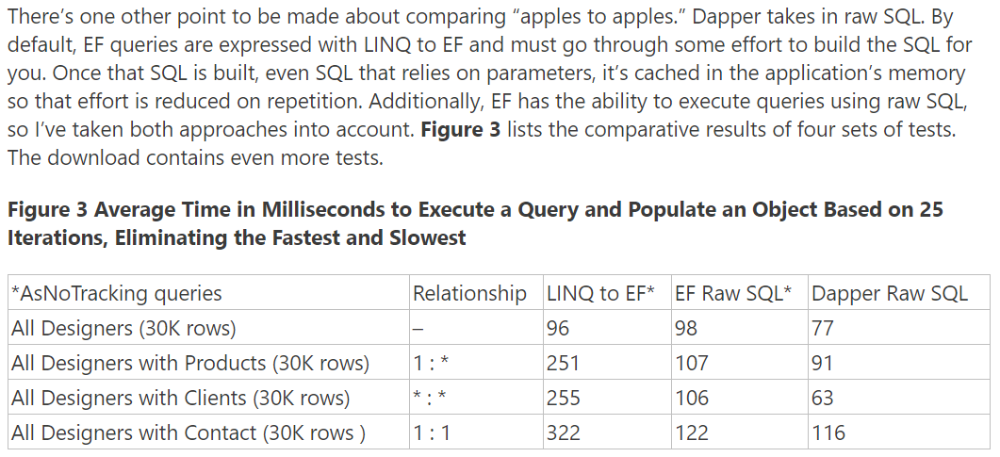 There's one other point to be made about comparing “apples to apples.” Dapper takes in raw SQL. By
default, EF queries are expressed with LINQ to EF and must go through some effort to build the SQL for
you. Once that SQL is built, even SQL that relies on parameters, it's cached in the application's memory
so that effort is reduced on repetition. Additionally, EF has the ability to execute queries using raw SQL,
so I've taken both approaches into account. Figure 3 lists the comparative results of four sets of tests.
The download contains even more tests.
Figure 3 Average Time in Milliseconds to Execute a Query and Populate an Object Based on 25
Iterations, Eliminating the Fastest and Slowest
*AsNoTracking queries Relationship LINQ to EF* EF Raw SQL* Dapper Raw SQL
All Designers (30K rows) – 96 98 77
All Designers with Products (30K rows) 1 : * 251 107 91
All Designers with Clients (30K rows) * : * 255 106 63
All Designers with Contact (30K rows ) 1 : 1 322 122 116